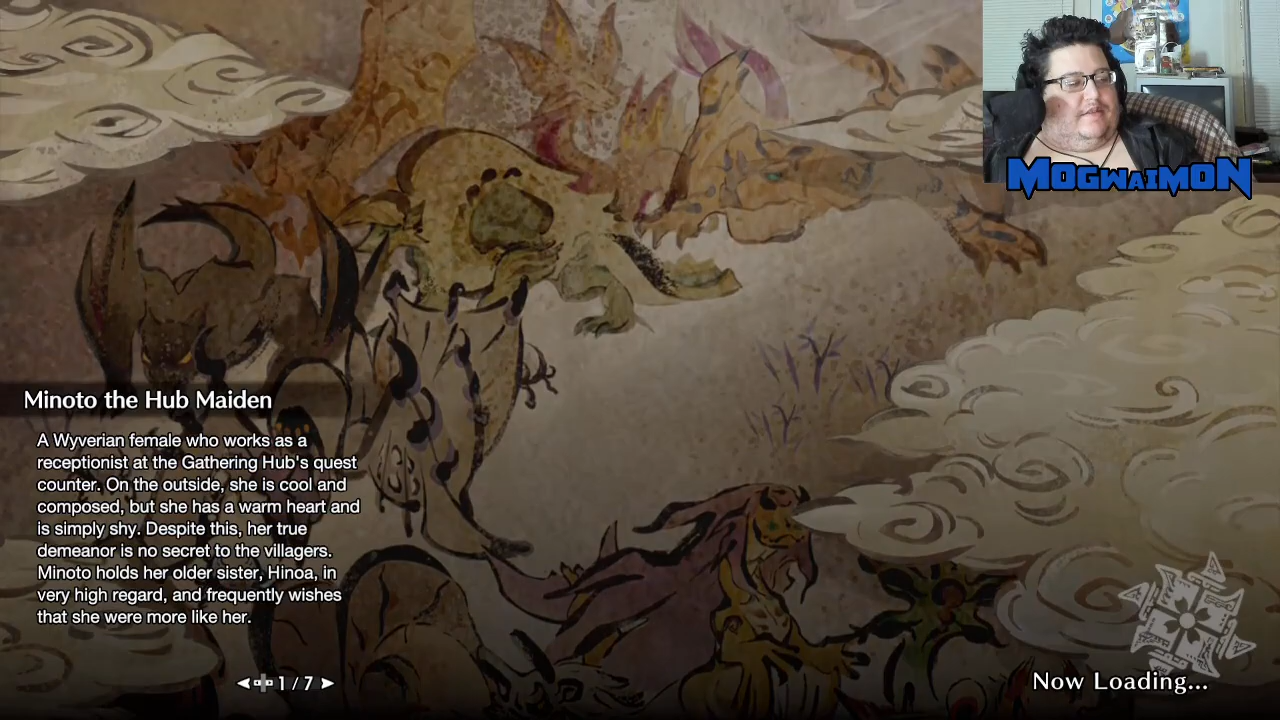 MOGWAIMON
Minoto the Hub Maiden
A Wyverian female who works as a
receptionist at the Gathering Hub's quest
counter. On the outside, she is cool and
composed, but she has a warm heart and
is simply shy. Despite this, her true
demeanor is no secret to the villagers.
Minoto holds her older sister, Hinoa, in
very high regard, and frequently wishes
that she were more like her.
1 / 7
Now Loading...